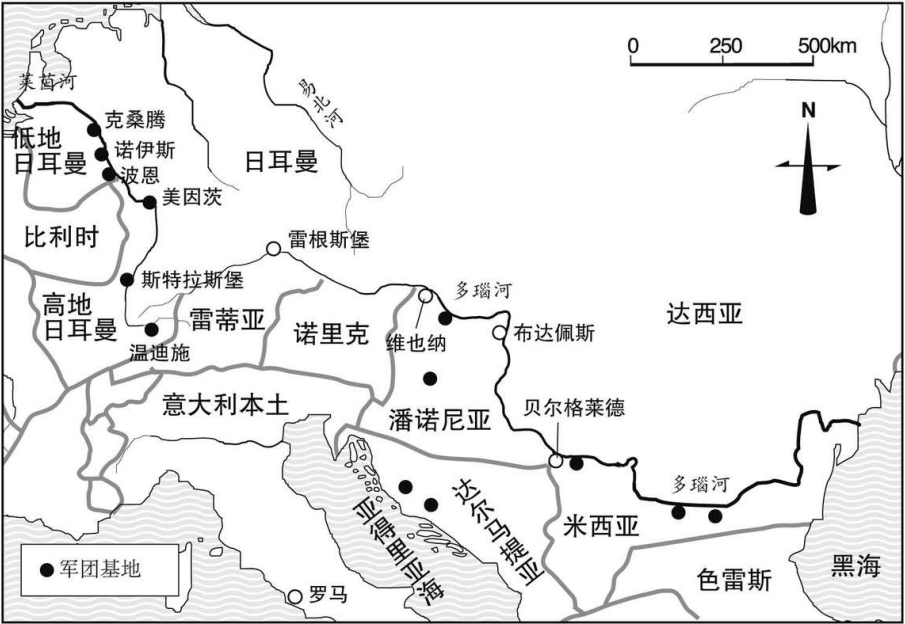 0 250 500km
莱茵河
易北河
N
克桑腾
低地
日耳曼
诺伊斯
日耳曼
波恩
美因茨
比利时
雷根斯堡
斯特拉斯堡
多瑙河
高地
日耳曼
雷蒂亚
诺里克
达西亚
布达佩斯
维也纳
温迪施
意大利本土
潘诺尼亚
贝尔格莱德
多瑙河
达尔马提亚
亚得里亚海
米西亚
军团基地
色雷斯
黑海
罗马